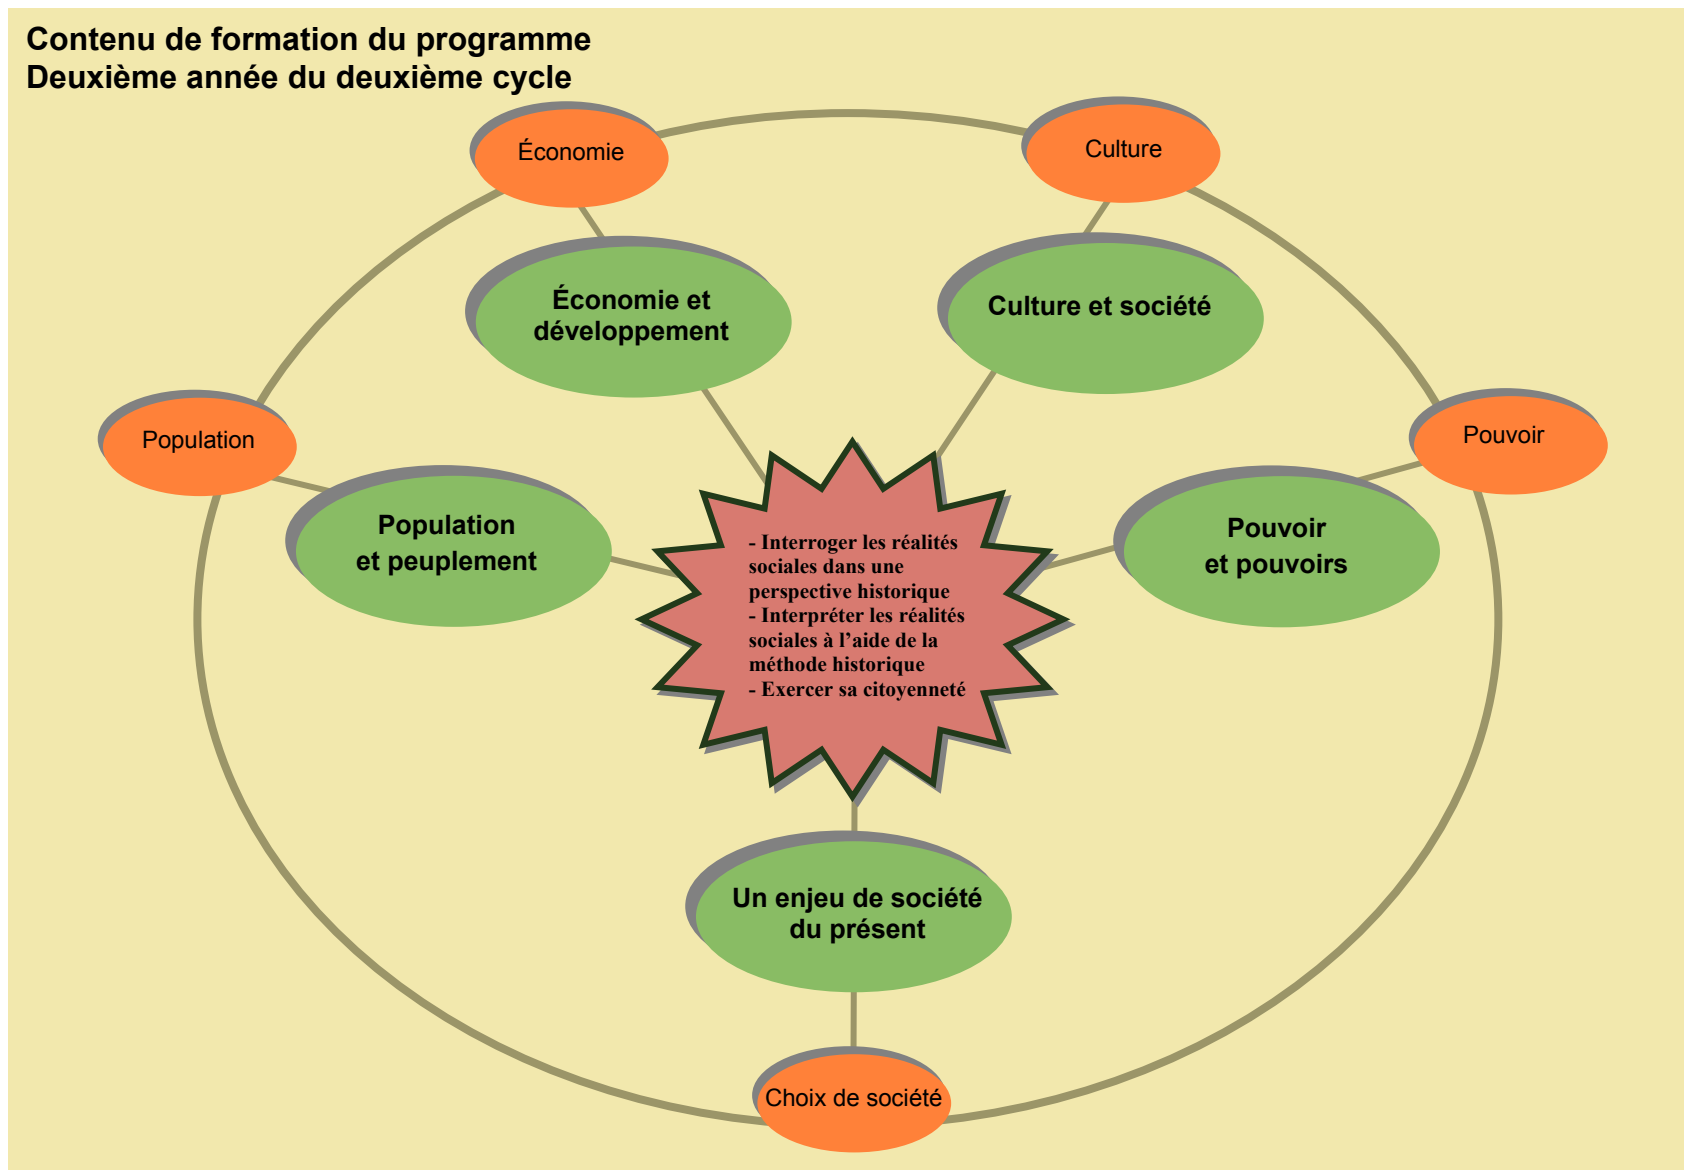 Contenu de formation du programme
Deuxième année du deuxième cycle
Économie
Culture
Économie et
développement
Culture et société
Population
Pouvoir
Population
et peuplement
Pouvoir
et pouvoirs
- Interroger les réalités
sociales dans une
perspective historique
- Interpréter les réalités
sociales à l’aide de la
méthode historique
- Exercer sa citoyenneté
Un enjeu de société
du présent
Choix de société